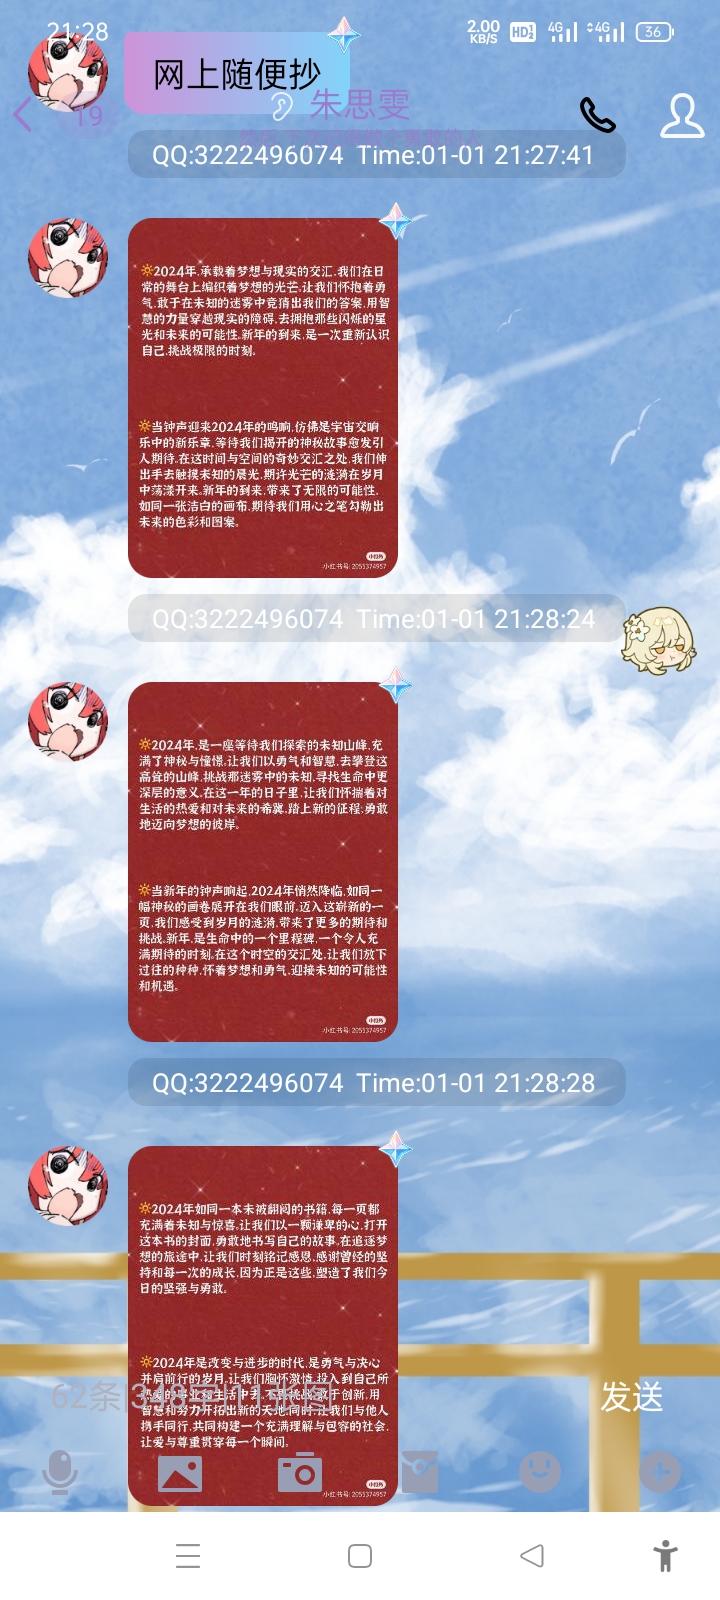 21:28
2.00 KB/S
HD
4G
4G
36
网上随便抄
19
朱思雯
QQ:3222496074 Time:01-01 21:27:41
2024年,承载着梦想与现实的交汇,我们在日
常的舞台上编织着梦想的光芒,让我们怀抱着勇
气,敢于在未知的迷雾中竞猜出我们的答案,用智
慧的力量穿越现实的障碍,去拥抱那些闪烁的星
光和未来的可能性,新年的到来,是一次重新认识
自己,挑战极限的时刻。
当钟声迎来2024年的鸣响,仿佛是宇宙交响
乐中的新乐章,等待我们揭开的神秘故事愈发引
人期待,在这时间与空间的奇妙交汇之处,我们伸
出手去触摸未知的晨光,期许光芒的涟漪在岁月
中荡漾开来,新年的到来,带来了无限的可能性,
如同一张洁白的画布,期待我们用心之笔勾勒出
未来的色彩和图案。
小红书
小红书号: 2055374957
QQ:3222496074 Time:01-01 21:28:24
2024年,是一座等待我们探索的未知山峰,充
满了神秘与憧憬,让我们以勇气和智慧,去攀登这
高耸的山峰,挑战那迷雾中的未知,寻找生命中更
深层的意义,在这一年的日子里,让我们怀揣着对
生活的热爱和对未来的希冀,踏上新的征程;勇敢
地迈向梦想的彼岸。
当新年的钟声响起,2024年悄然降临,如同一
幅神秘的画卷展开在我们眼前,迈入这崭新的一
页,我们感受到岁月的涟漪,带来了更多的期待和
挑战,新年,是生命中的一个里程碑,一个令人充
满期待的时刻,在这个时空的交汇处,让我们放下
过往的种种,怀着梦想和勇气,迎接未知的可能性
和机遇。
小红书
小红书号: 2055374957
QQ:3222496074 Time:01-01 21:28:28
2024年如同一本未被翻阅的书籍,每一页都
充满着未知与惊喜,让我们以一颗谦卑的心,打开
这本书的封面,勇敢地书写自己的故事,在追逐梦
想的旅途中,让我们时刻铭记感恩,感谢曾经的坚
持和每一次的成长,因为正是这些,塑造了我们今
日的坚强与勇敢。
2024年是改变与进步的时代,是勇气与决心
并肩前行的岁月,让我们胸怀激情,投入到自己所
热爱的事业和生活中去,不畏挑战,敢于创新,用
智慧和努力开拓出新的天地;同时,让我们与他人
携手同行,共同构建一个充满理解与包容的社会,
让爱与尊重贯穿每一个瞬间。
62条|348字|11张图
发送
小红书
小红书号: 2055374957